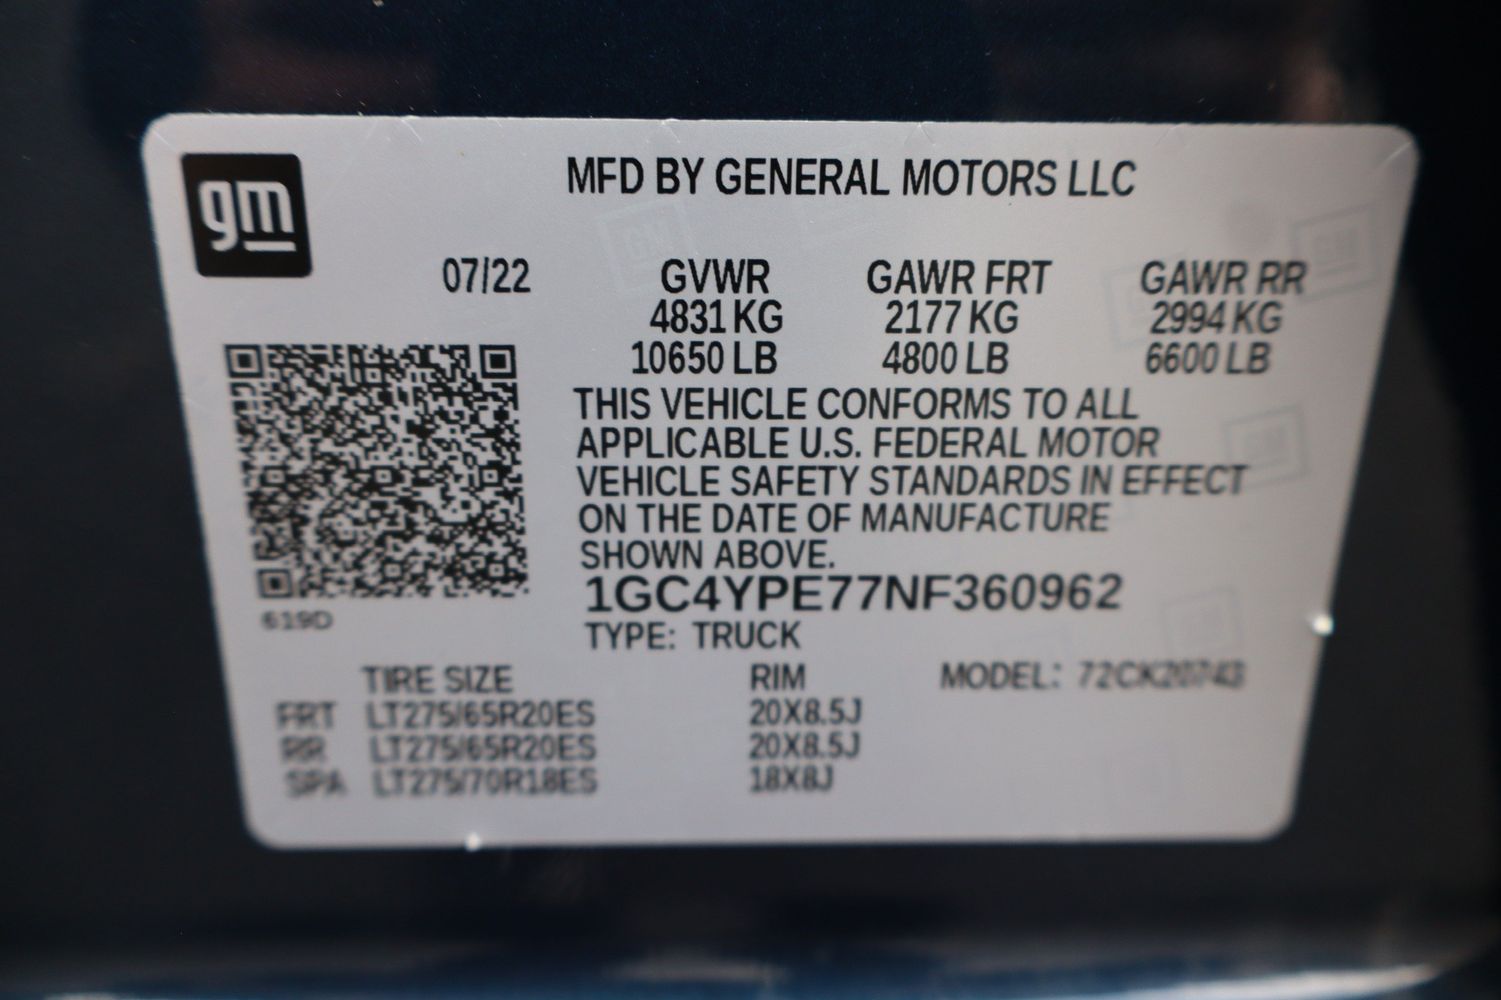 gm
MFD BY GENERAL MOTORS LLC
07/22 GVWR GAWR FRT GAWR RR
4831 KG 2177 KG 2994 KG
10650 LB 4800 LB 6600 LB
THIS VEHICLE CONFORMS TO ALL
APPLICABLE U.S. FEDERAL MOTOR
VEHICLE SAFETY STANDARDS IN EFFECT
ON THE DATE OF MANUFACTURE
SHOWN ABOVE.
1GC4YPE77NF360962
619D
TYPE: TRUCK
TIRE SIZE RIM MODEL: 72CK20743
FRT LT275/65R20ES 20X8.5J
RR LT275/65R20ES 20X8.5J
SPA LT275/70R18ES 18X8J